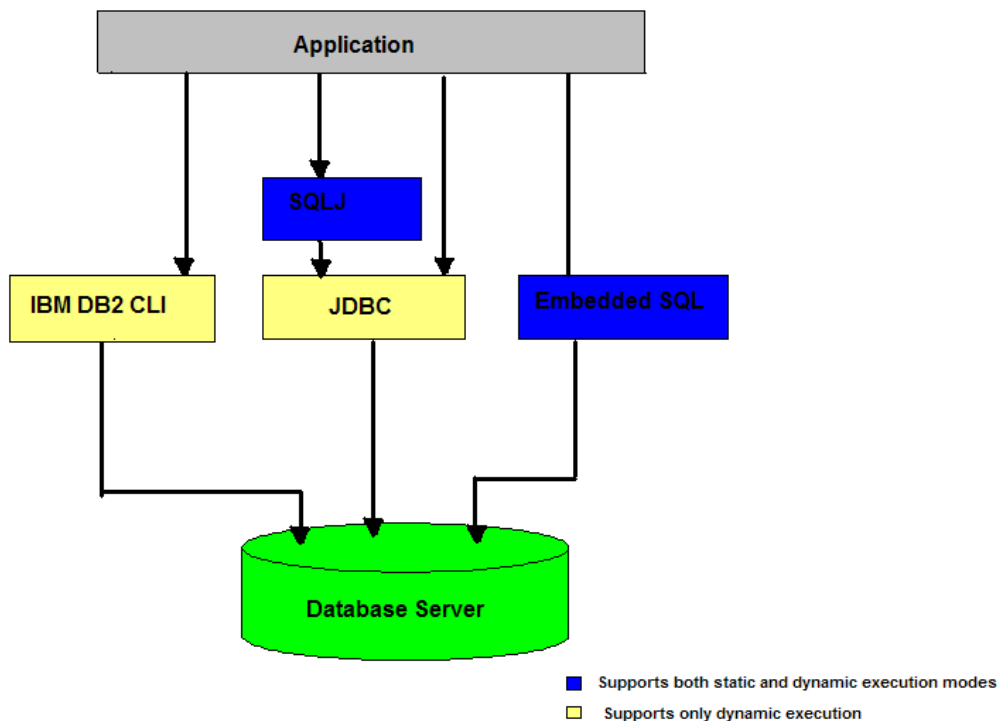 Application
SQLJ
IBM DB2 CLI
JDBC
Embedded SQL
Database Server
Supports both static and dynamic execution modes
Supports only dynamic execution